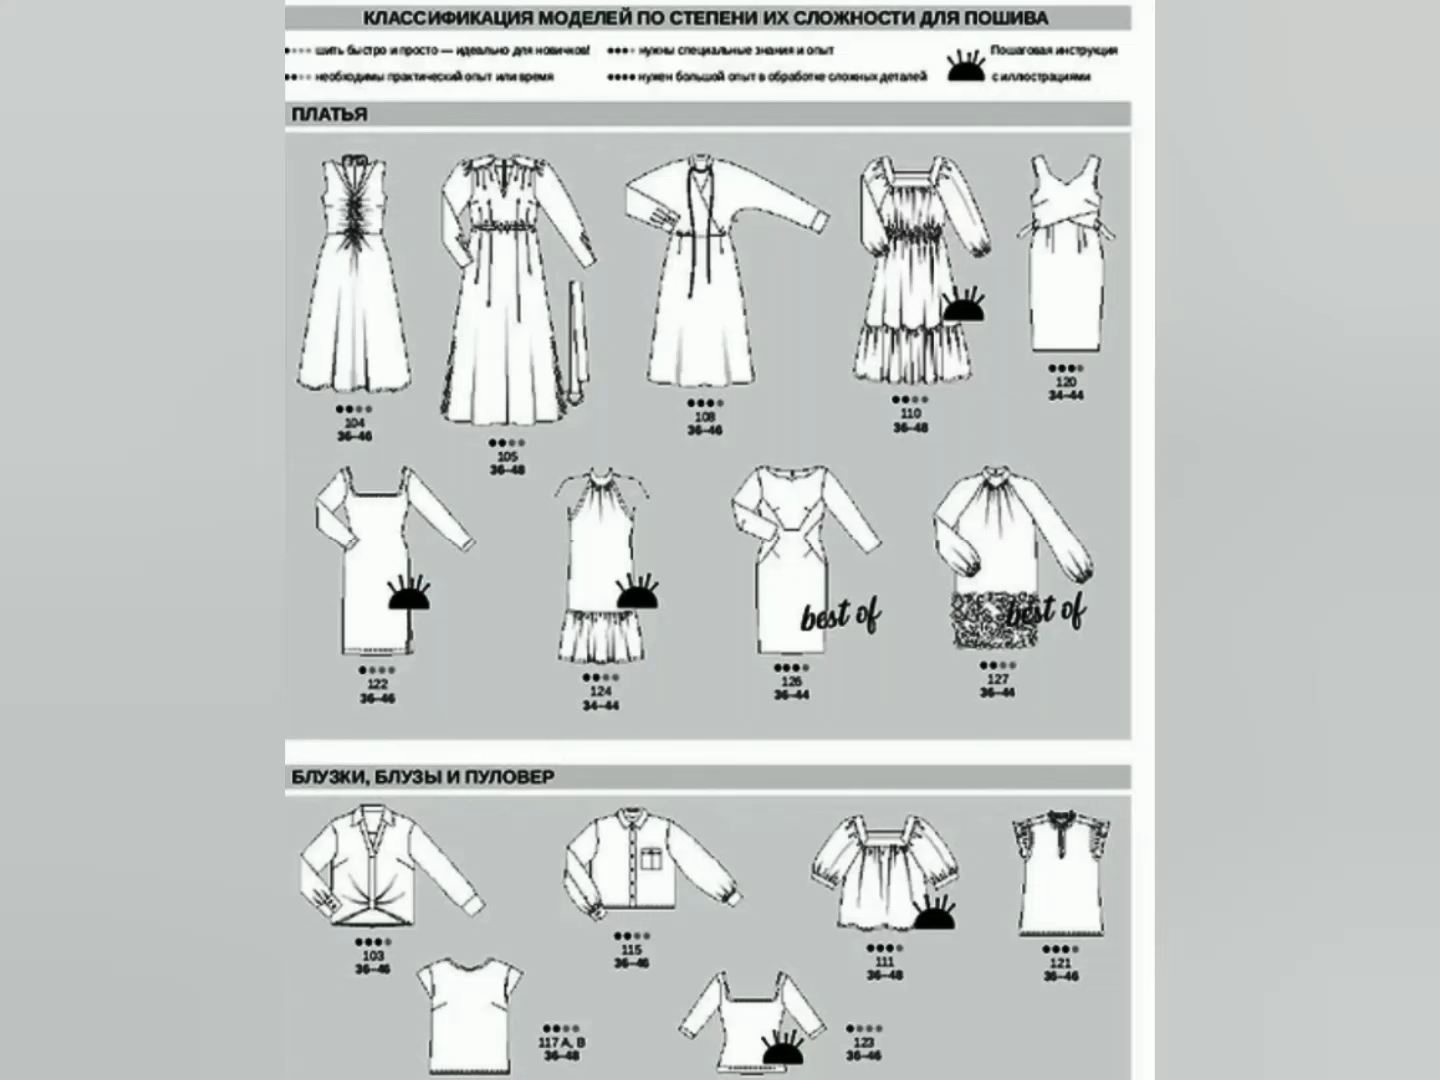 КЛАССИФИКАЦИЯ МОДЕЛЕЙ ПО СТЕПЕНИ ИХ СЛОЖНОСТИ ДЛЯ ПОШИВА
шить быстро и просто — идеально для новичков!
нужны специальные знания и опыт
Пошаговая инструкция
необходимы практический опыт или время
нужен большой опыт в обработке сложных деталей
с иллюстрациями
ПЛАТЬЯ
104
36–46
105
36–48
108
36–46
110
36–48
120
34–44
best of
best of
122
36–46
124
34–44
126
36–44
127
36–44
БЛУЗКИ, БЛУЗЫ И ПУЛОВЕР
103
36–46
115
36–46
111
36–48
121
36–46
117 A, B
36–48
123
36–46